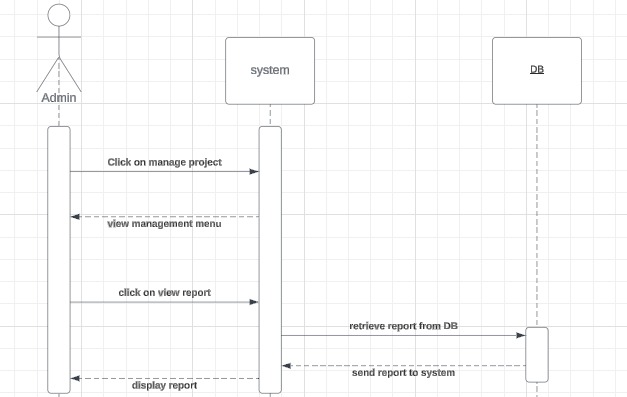 Admin
system
DB
Click on manage project
view management menu
click on view report
retrieve report from DB
send report to system
display report